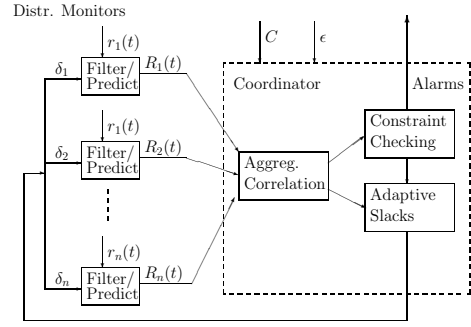 Distr. Monitors
r₁(t)
δ₁
Filter/
Predict
R₁(t)
r₁(t)
δ₂
Filter/
Predict
R₂(t)
rₙ(t)
δₙ
Filter/
Predict
Rₙ(t)
C
ϵ
Coordinator
Alarms
Aggreg.
Correlation
Constraint
Checking
Adaptive
Slacks